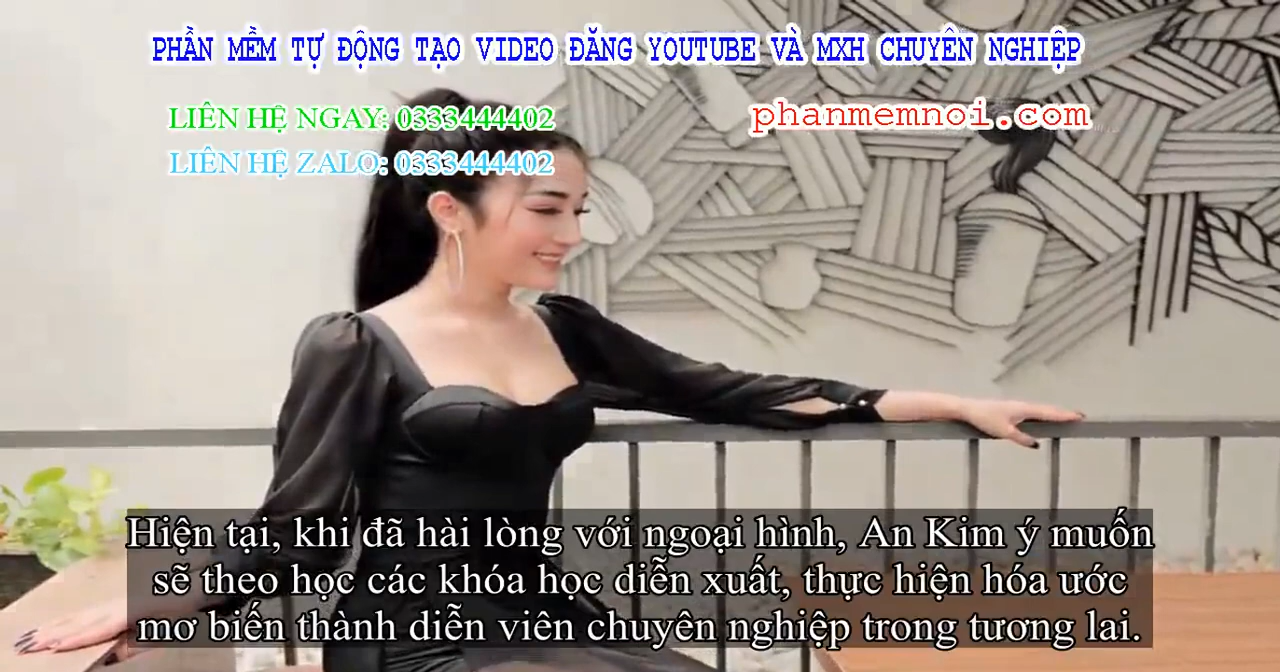 PHẦN MỀM TỰ ĐỘNG TẠO VIDEO ĐĂNG YOUTUBE VÀ MXH CHUYÊN NGHIỆP
LIÊN HỆ NGAY: 0333444402
phanmemnoi.com
LIÊN HỆ ZALO: 0333444402
Hiện tại, khi đã hài lòng với ngoại hình, An Kim ý muốn
sẽ theo học các khóa học diễn xuất, thực hiện hóa ước
mơ biến thành diễn viên chuyên nghiệp trong tương lai.